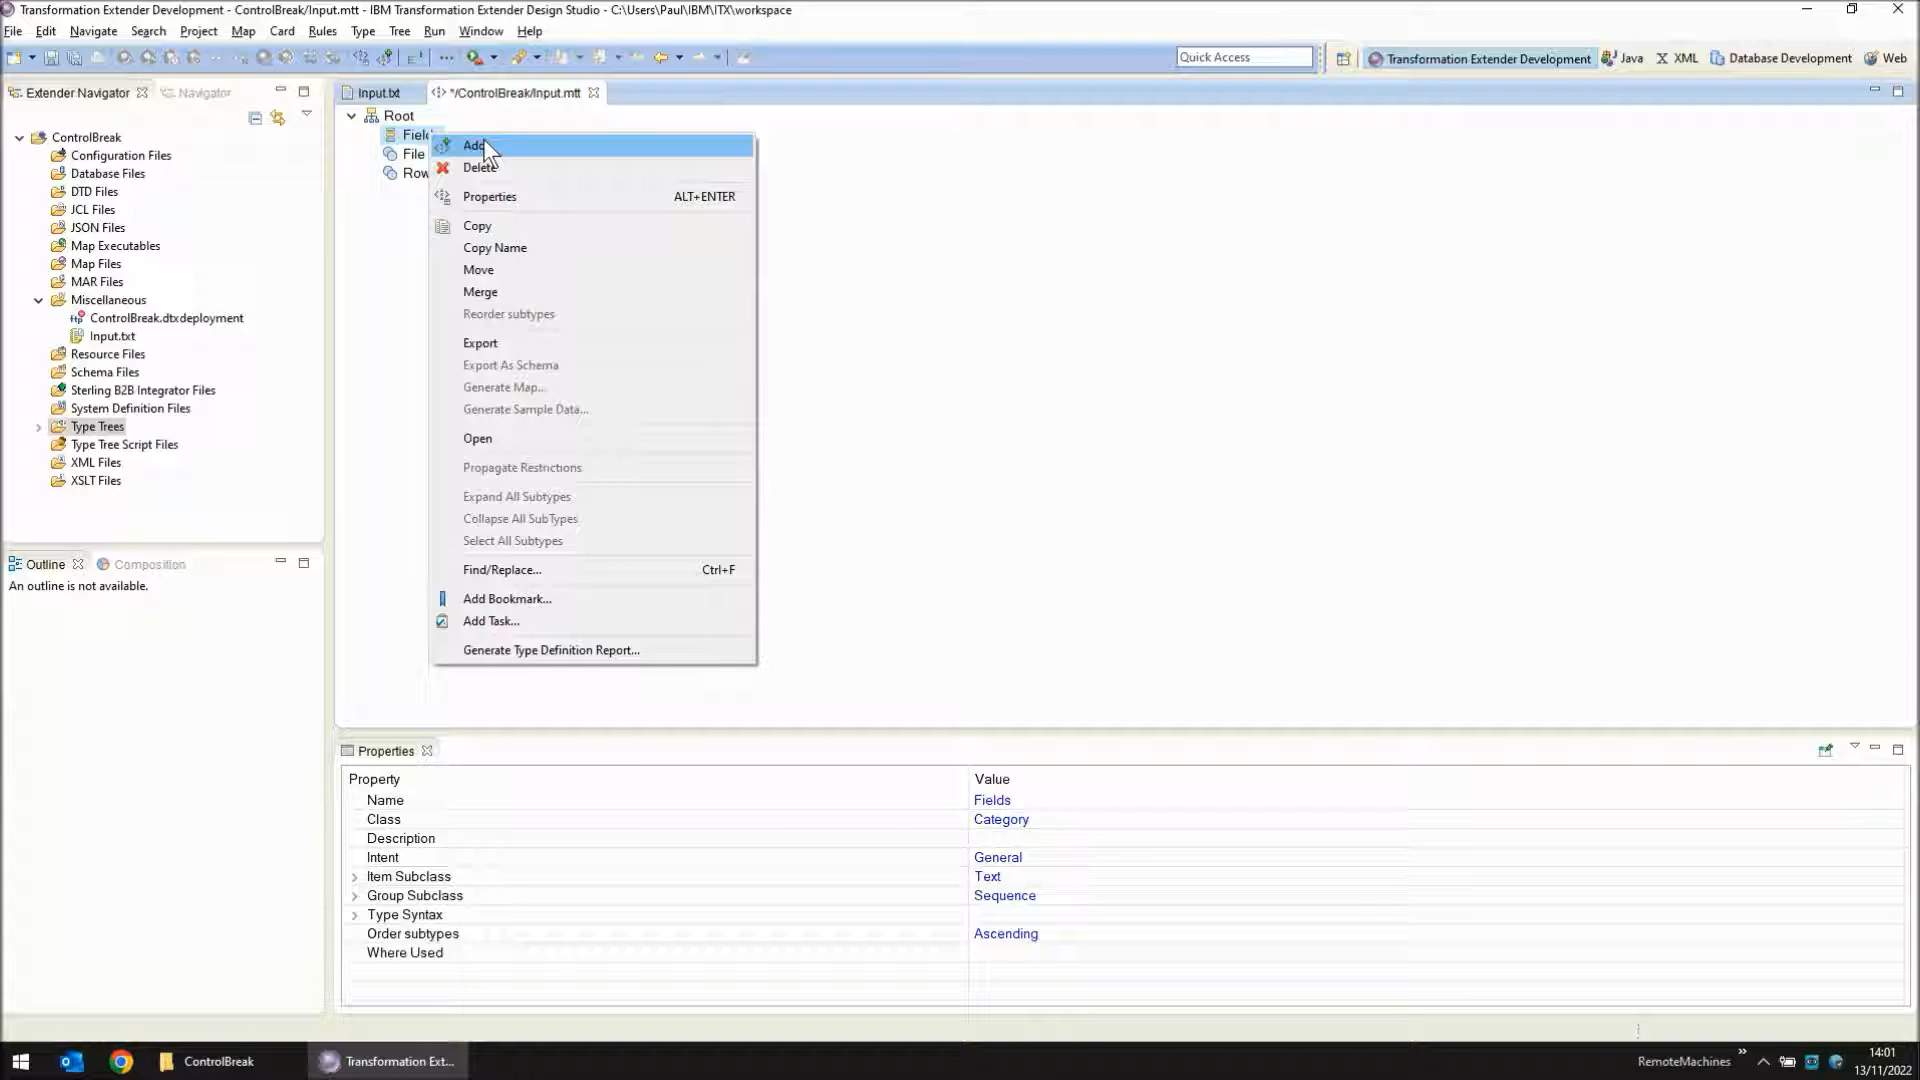 Transformation Extender Development - ControlBreak/Input.mtt - IBM Transformation Extender Design Studio - C:\Users\Paul\IBM\ITX\workspace
File Edit Navigate Search Project Map Card Rules Type Tree Run Window Help
Quick Access
Transformation Extender Development
Java
XML
Database Development
Web
Extender Navigator
Navigator
Input.txt
*/ControlBreak/Input.mtt
ControlBreak
Configuration Files
Database Files
DTD Files
JCL Files
JSON Files
Map Executables
Map Files
MAR Files
Miscellaneous
ControlBreak.dtxdeployment
Input.txt
Resource Files
Schema Files
Sterling B2B Integrator Files
System Definition Files
Type Trees
Type Tree Script Files
XML Files
XSLT Files
Root
Field
File
Row
Add
Delete
Properties ALT+ENTER
Copy
Copy Name
Move
Merge
Reorder subtypes
Export
Export As Schema
Generate Map...
Generate Sample Data...
Open
Propagate Restrictions
Expand All Subtypes
Collapse All SubTypes
Select All Subtypes
Find/Replace... Ctrl+F
Add Bookmark...
Add Task...
Generate Type Definition Report...
Outline
Composition
An outline is not available.
Properties
Property Value
Name Fields
Class Category
Description
Intent General
Item Subclass Text
Group Subclass Sequence
Type Syntax
Order subtypes Ascending
Where Used
ControlBreak
Transformation Ext...
RemoteMachines
14:01
13/11/2022